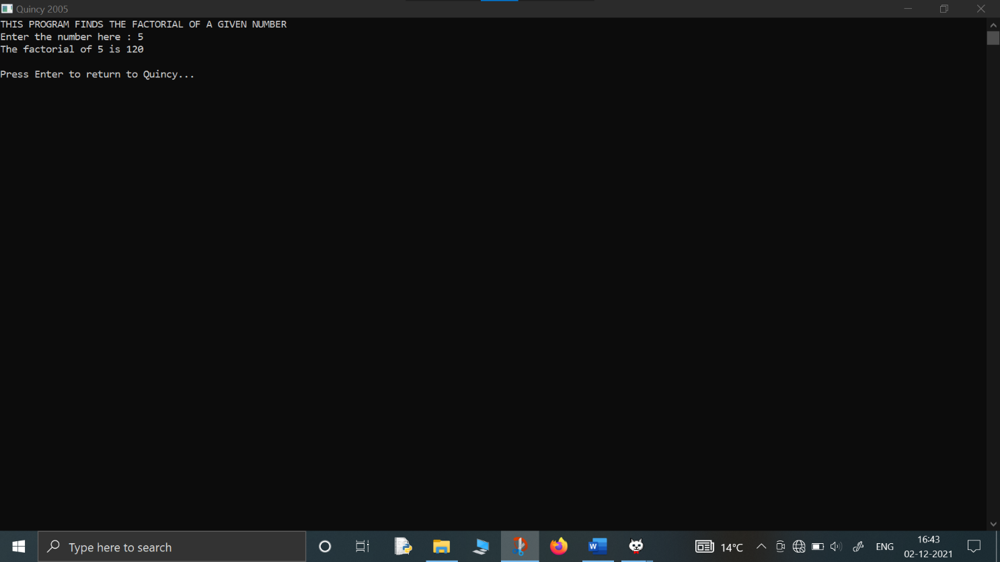 Quincy 2005
THIS PROGRAM FINDS THE FACTORIAL OF A GIVEN NUMBER
Enter the number here : 5
The factorial of 5 is 120
Press Enter to return to Quincy...
Type here to search
W
14°C
ENG
16:43
02-12-2021